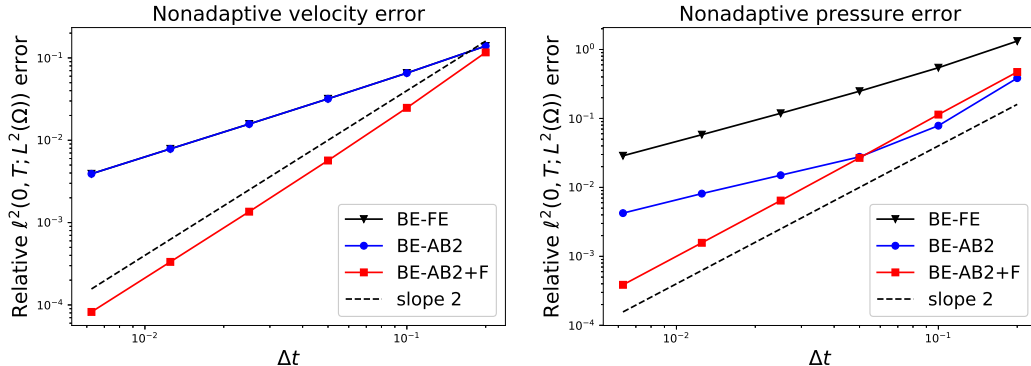 Nonadaptive velocity error
Relative ℓ²(0, T; L²(Ω)) error
10⁻¹
10⁻²
10⁻³
10⁻⁴
BE-FE
BE-AB2
BE-AB2+F
slope 2
10⁻²
10⁻¹
Δt
Nonadaptive pressure error
Relative ℓ²(0, T; L²(Ω)) error
10⁰
10⁻¹
10⁻²
10⁻³
10⁻⁴
BE-FE
BE-AB2
BE-AB2+F
slope 2
10⁻²
10⁻¹
Δt